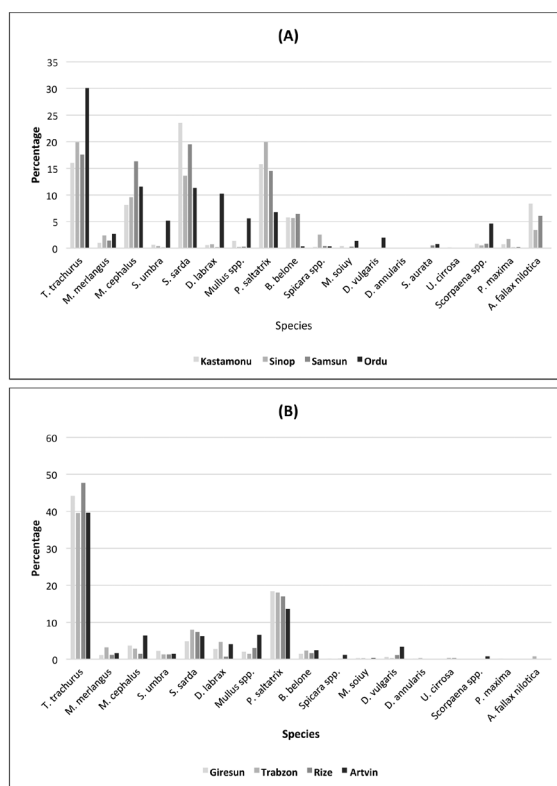 (A)
35
30
25
20
15
10
5
0
Percentage
T. trachurus
M. merlangus
M. cephalus
S. umbra
S. sarda
D. labrax
Mullus spp.
P. saltatrix
B. belone
Spicara spp.
M. soiuy
D. vulgaris
D. annularis
S. aurata
U. cirrosa
Scorpaena spp.
P. maxima
A. fallax nilotica
Species
Kastamonu Sinop Samsun Ordu
(B)
60
50
40
30
20
10
0
Percentage
T. trachurus
M. merlangus
M. cephalus
S. umbra
S. sarda
D. labrax
Mullus spp.
P. saltatrix
B. belone
Spicara spp.
M. soiuy
D. vulgaris
D. annularis
U. cirrosa
Scorpaena spp.
P. maxima
A. fallax nilotica
Species
Giresun Trabzon Rize Artvin